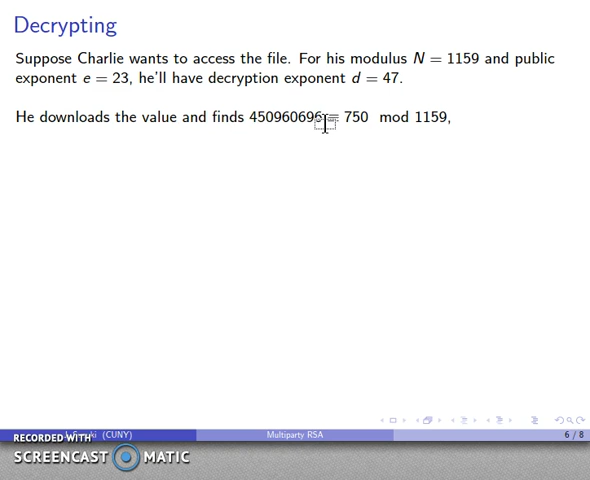 Decrypting
Suppose Charlie wants to access the file. For his modulus N = 1159 and public
exponent e = 23, he'll have decryption exponent d = 47.
He downloads the value and finds 450960696 ≡ 750 mod 1159,
(CUNY) Multiparty RSA 6 / 8
RECORDED WITH
SCREENCAST MATIC